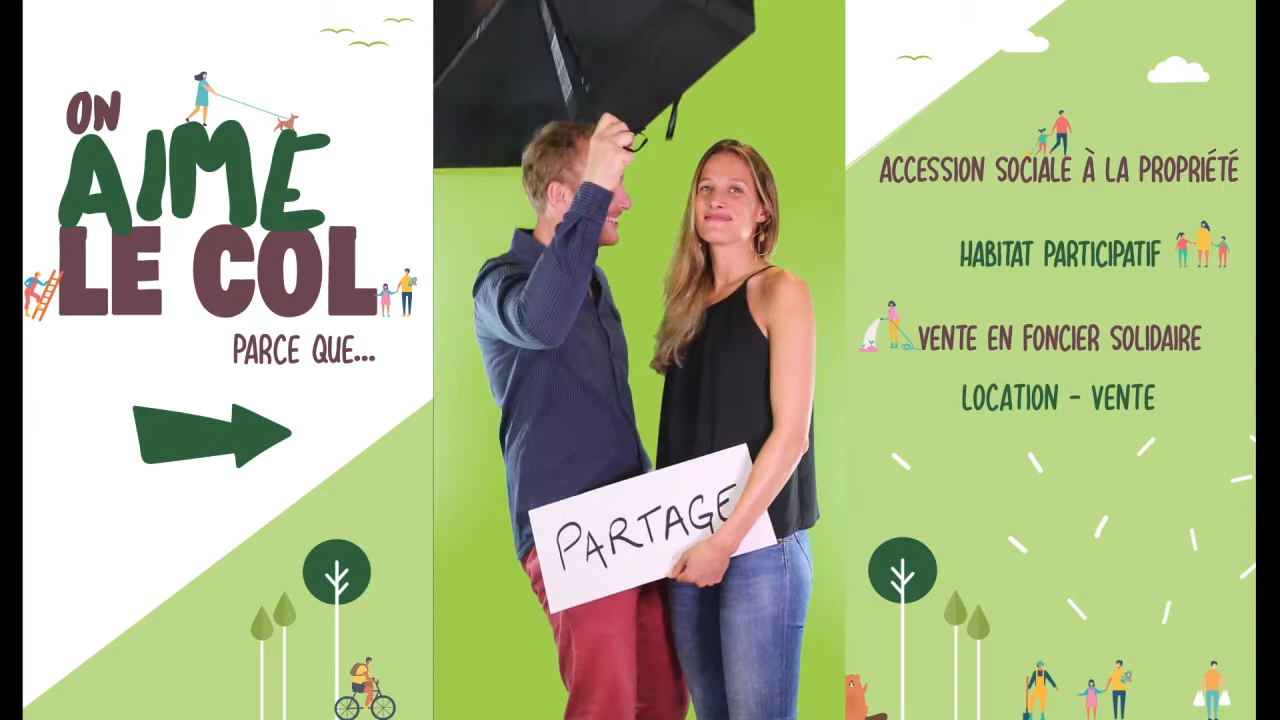 ON
AIME
LE COL
PARCE QUE...
PARTAGE
ACCESSION SOCIALE À LA PROPRIÉTÉ
HABITAT PARTICIPATIF
VENTE EN FONCIER SOLIDAIRE
LOCATION - VENTE